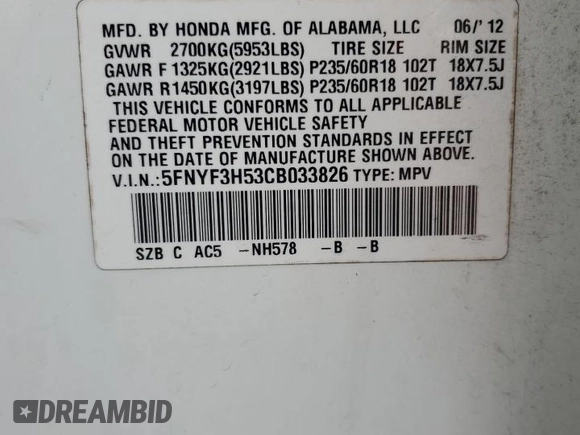 MFD. BY HONDA MFG. OF ALABAMA, LLC 06/' 12
GVWR 2700KG(5953LBS) TIRE SIZE RIM SIZE
GAWR F 1325KG(2921LBS) P235/60R18 102T 18X7.5J
GAWR R1450KG(3197LBS) P235/60R18 102T 18X7.5J
THIS VEHICLE CONFORMS TO ALL APPLICABLE
FEDERAL MOTOR VEHICLE SAFETY
AND THEFT PREVENTION STANDARDS IN EFFECT
ON THE DATE OF MANUFACTURE SHOWN ABOVE.
V.I.N.:5FNYF3H53CB033826 TYPE: MPV
SZB C AC5 -NH578 -B -B
DREAMBID